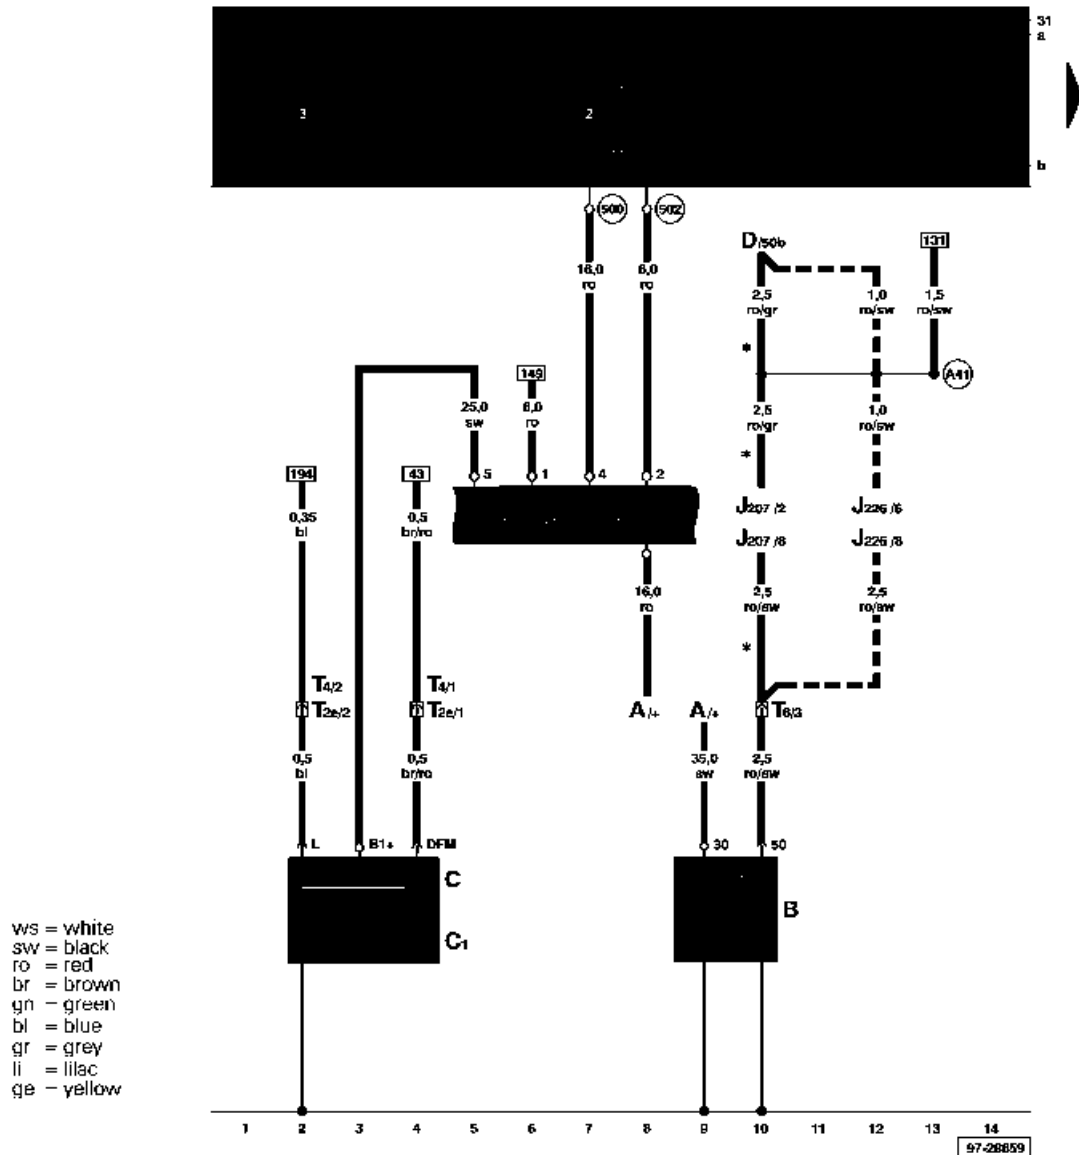 31
a
3 2
b
500 502
D/50b 131
16,0 6,0 2,5 1,0 1,5
ro ro ro/gr ro/sw ro/sw
*
149 A41
25,0 6,0 2,5 1,0
sw ro ro/gr ro/sw
*
194 43 5 1 4 2
0,35 0,5 J207/2 J226/6
bl br/ro J207/8 J226/8
16,0 2,5 2,5
ro ro/sw ro/sw
*
T4/2 T4/1
T2e/2 T2e/1 A/+ A/+ T6/3
0,5 0,5 35,0 2,5
bl br/ro sw ro/sw
L B1+ DFM 30 50
C
B
C1
ws = white
sw = black
ro = red
br = brown
gn = green
bl = blue
gr = grey
li = lilac
ge = yellow
1 2 3 4 5 6 7 8 9 10 11 12 13 14
97-28659